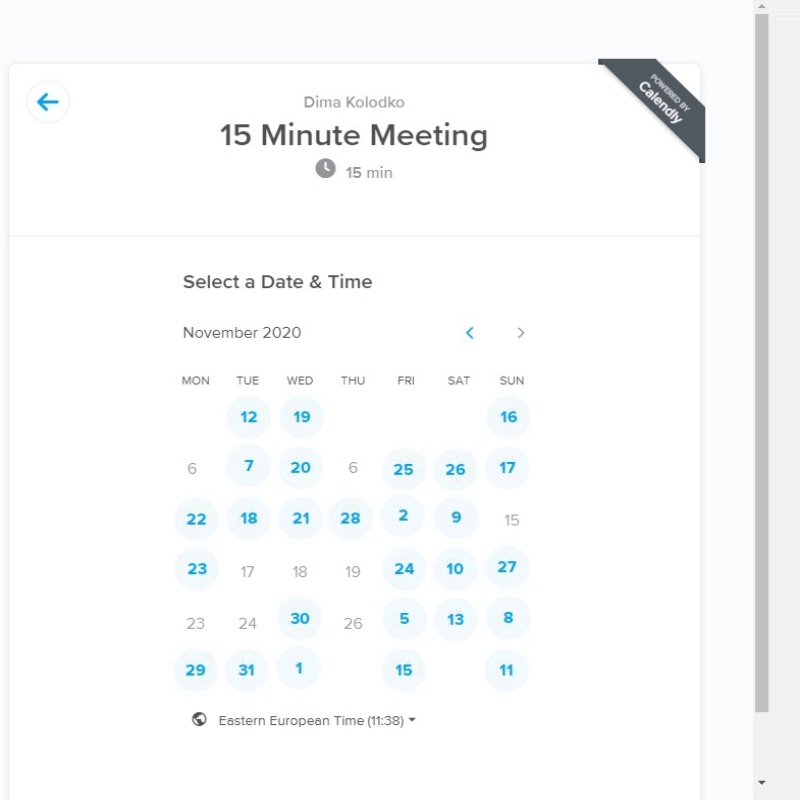 POWERED BY
Calendly
Dima Kolodko
15 Minute Meeting
15 min
Select a Date & Time
November 2020
MON TUE WED THU FRI SAT SUN
12 19 16
6 7 20 6 25 26 17
22 18 21 28 2 9 15
23 17 18 19 24 10 27
23 24 30 26 5 13 8
29 31 1 15 11
Eastern European Time (11:38)